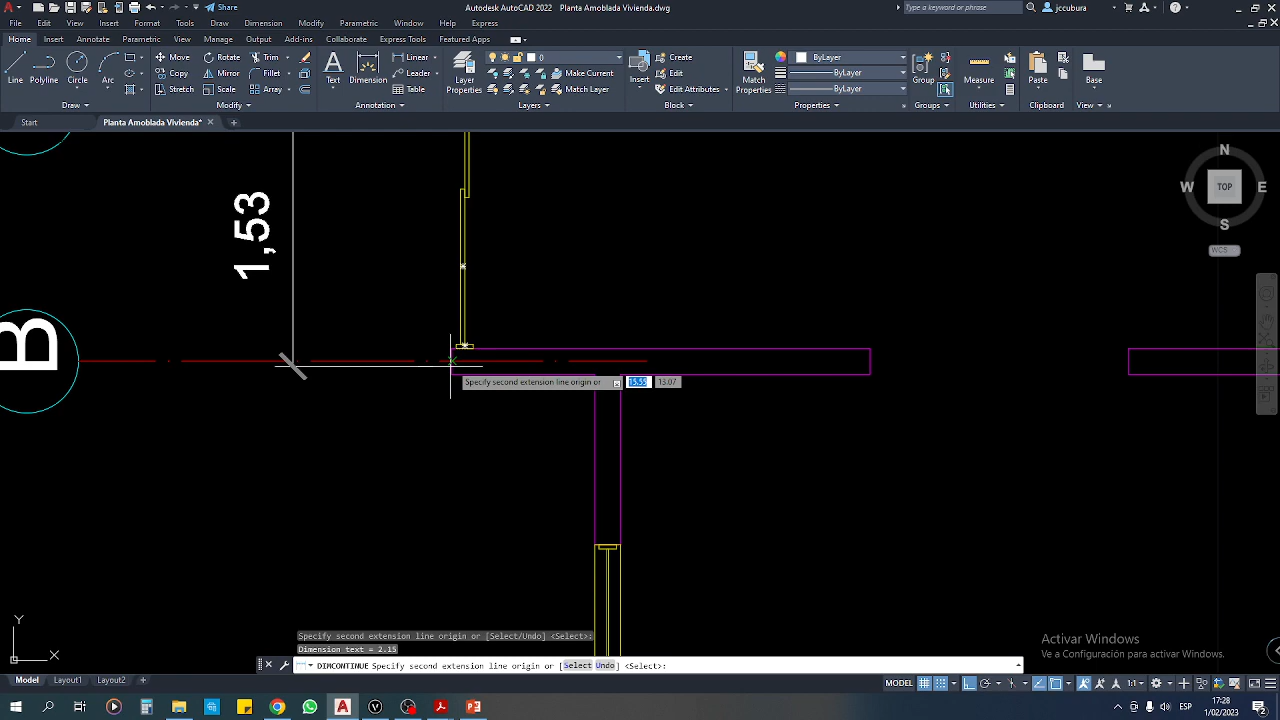 Share
Autodesk AutoCAD 2022 Planta Amoblada Vivienda.dwg
Type a keyword or phrase
jccubura
File Edit View Insert Format Tools Draw Dimension Modify Parametric Window Help Express
Home Insert Annotate Parametric View Manage Output Add-ins Collaborate Express Tools Featured Apps
Line Polyline Circle Arc
Move Rotate Trim
Copy Mirror Fillet
Stretch Scale Array
Text Dimension
Linear
Leader
Table
Layer
Properties
0
Make Current
Match Layer
Insert
Create
Edit
Edit Attributes
Match
Properties
ByLayer
ByLayer
ByLayer
Group
Measure
Paste
Base
Draw Modify Annotation Layers Block Properties Groups Utilities Clipboard View
Start Planta Amoblada Vivienda*
N
W TOP E
S
WCS
1,53
B
Specify second extension line origin or
13.07
Y
X
Specify second extension line origin or [Select/Undo] <Select>:
Dimension text = 2.15
DIMCONTINUE Specify second extension line origin or [Select Undo] <Select>:
Activar Windows
Ve a Configuración para activar Windows.
Model Layout1 Layout2
MODEL 1:1
ESP
17:28
1/02/2023
2